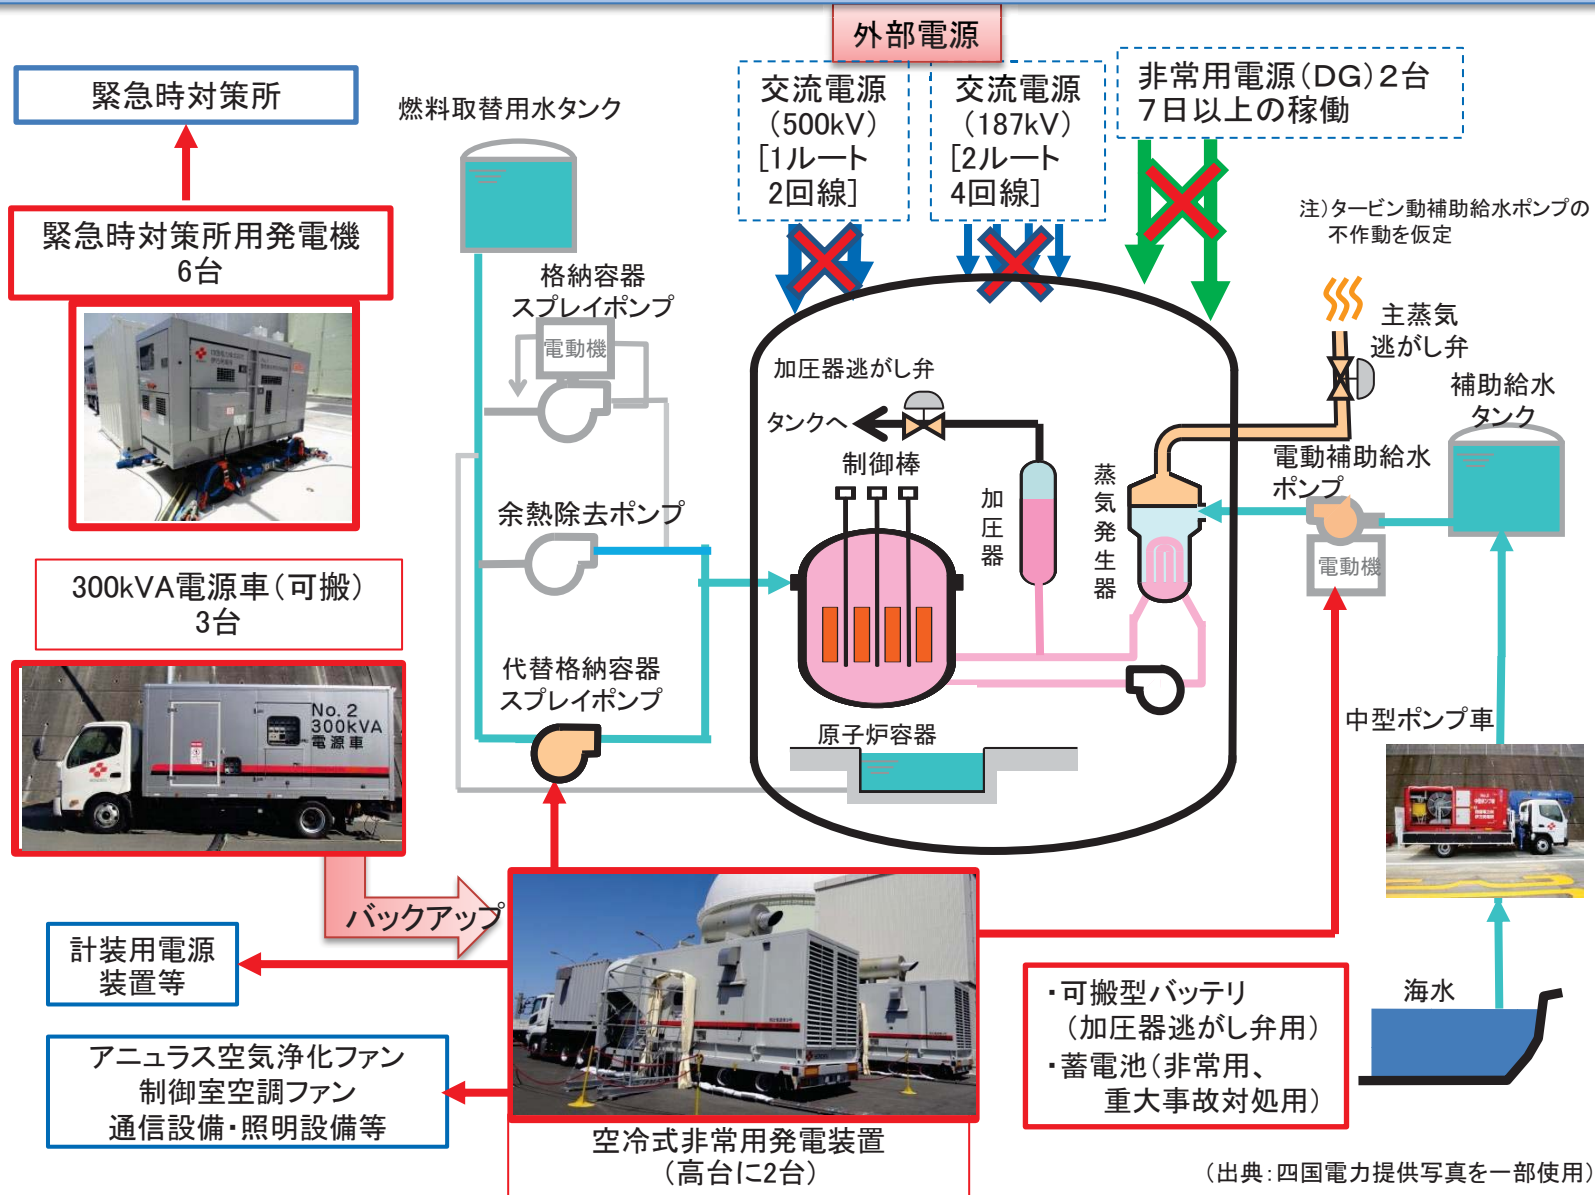 外部電源
緊急時対策所
緊急時対策所用発電機
6台
燃料取替用水タンク
交流電源
(500kV)
[1ルート
2回線]
交流電源
(187kV)
[2ルート
4回線]
非常用電源(DG)2台
7日以上の稼働
注)タービン動補助給水ポンプの
不作動を仮定
格納容器
スプレイポンプ
電動機
加圧器逃がし弁
タンクへ
制御棒
加圧器
蒸気発生器
主蒸気
逃がし弁
補助給水
タンク
電動補助給水
ポンプ
電動機
余熱除去ポンプ
300kVA電源車(可搬)
3台
No.2
300kVA
電源車
代替格納容器
スプレイポンプ
原子炉容器
中型ポンプ車
バックアップ
計装用電源
装置等
アニュラス空気浄化ファン
制御室空調ファン
通信設備・照明設備等
空冷式非常用発電装置
(高台に2台)
・可搬型バッテリ
(加圧器逃がし弁用)
・蓄電池(非常用、
重大事故対処用)
海水
(出典:四国電力提供写真を一部使用)